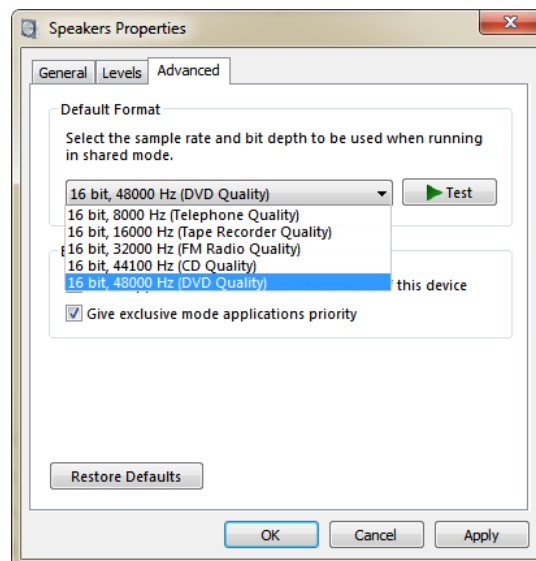 Speakers Properties
General Levels Advanced
Default Format
Select the sample rate and bit depth to be used when running
in shared mode.
16 bit, 48000 Hz (DVD Quality) Test
16 bit, 8000 Hz (Telephone Quality)
16 bit, 16000 Hz (Tape Recorder Quality)
16 bit, 32000 Hz (FM Radio Quality)
16 bit, 44100 Hz (CD Quality)
16 bit, 48000 Hz (DVD Quality)
this device
Give exclusive mode applications priority
Restore Defaults
OK Cancel Apply